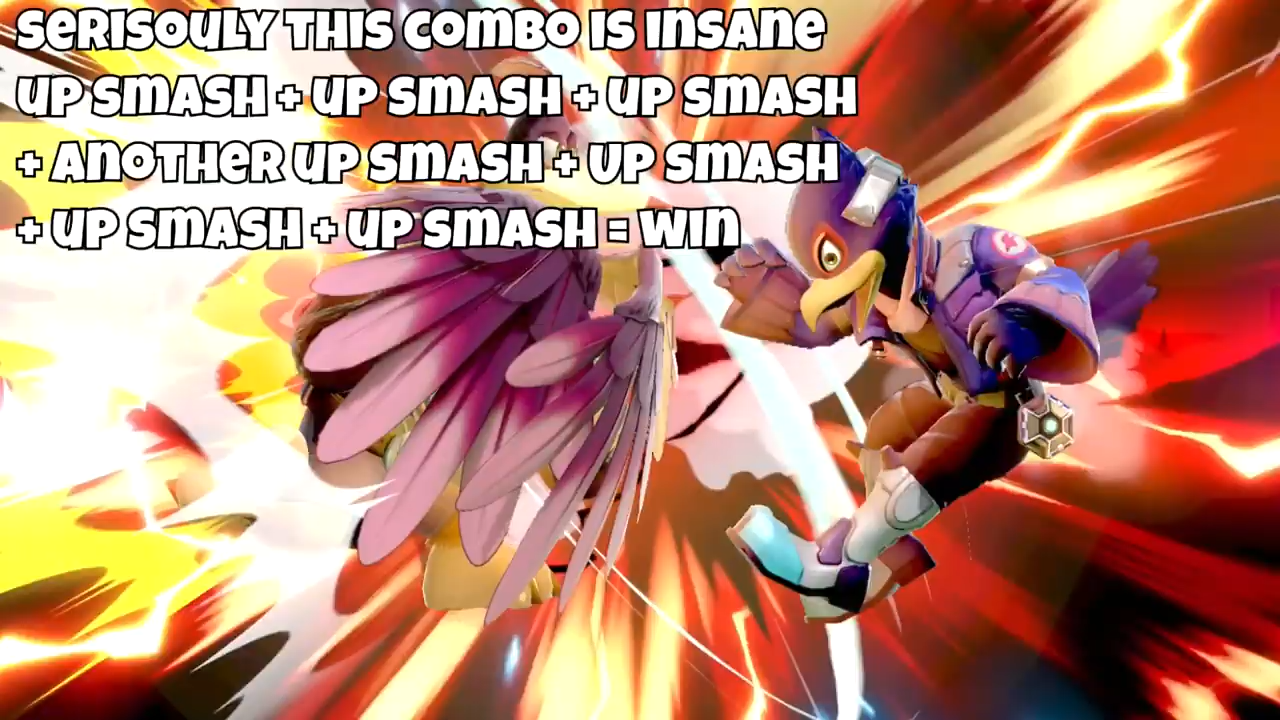 SERISOULY THIS COMBO IS INSANE
UP SMASH + UP SMASH + UP SMASH
+ ANOTHER UP SMASH + UP SMASH
+ UP SMASH + UP SMASH = WIN